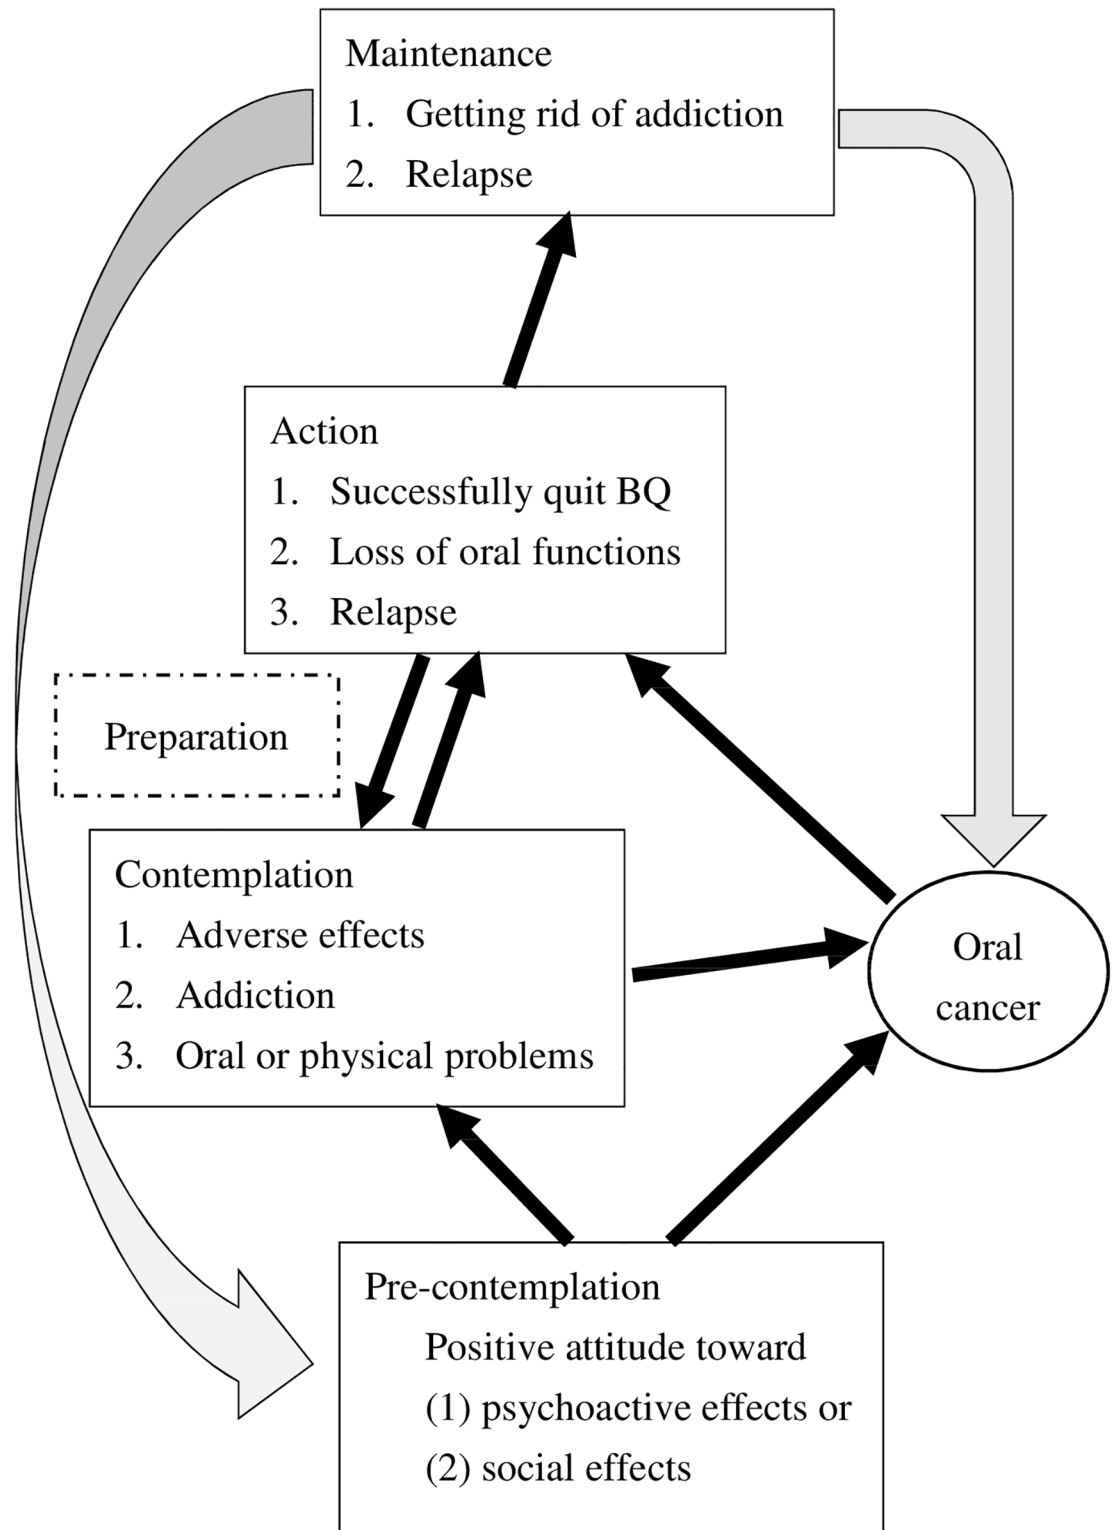 Maintenance
1. Getting rid of addiction
2. Relapse
Action
1. Successfully quit BQ
2. Loss of oral functions
3. Relapse
Preparation
Contemplation
1. Adverse effects
2. Addiction
3. Oral or physical problems
Oral
cancer
Pre-contemplation
Positive attitude toward
(1) psychoactive effects or
(2) social effects